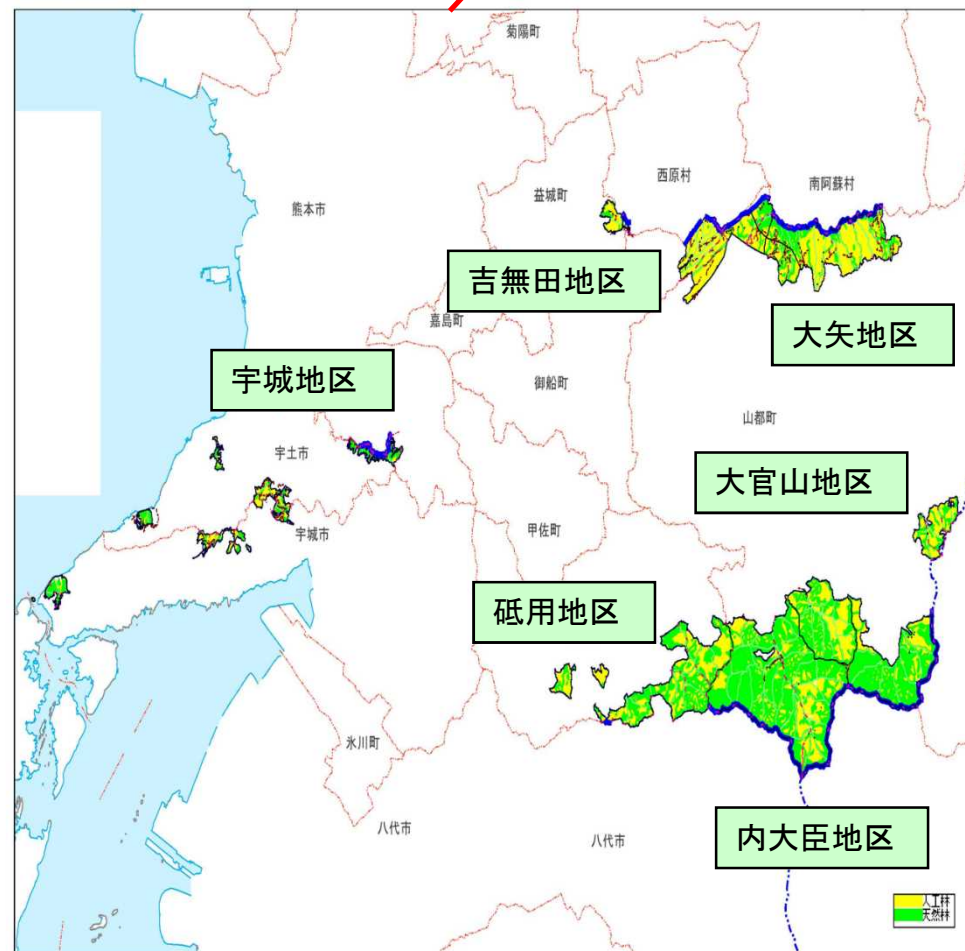 菊陽町
西原村
南阿蘇村
益城町
熊本市
吉無田地区
嘉島町
大矢地区
宇城地区
御船町
山都町
宇土市
大官山地区
宇城市
甲佐町
砥用地区
氷川町
八代市
八代市
内大臣地区
人工林
天然林